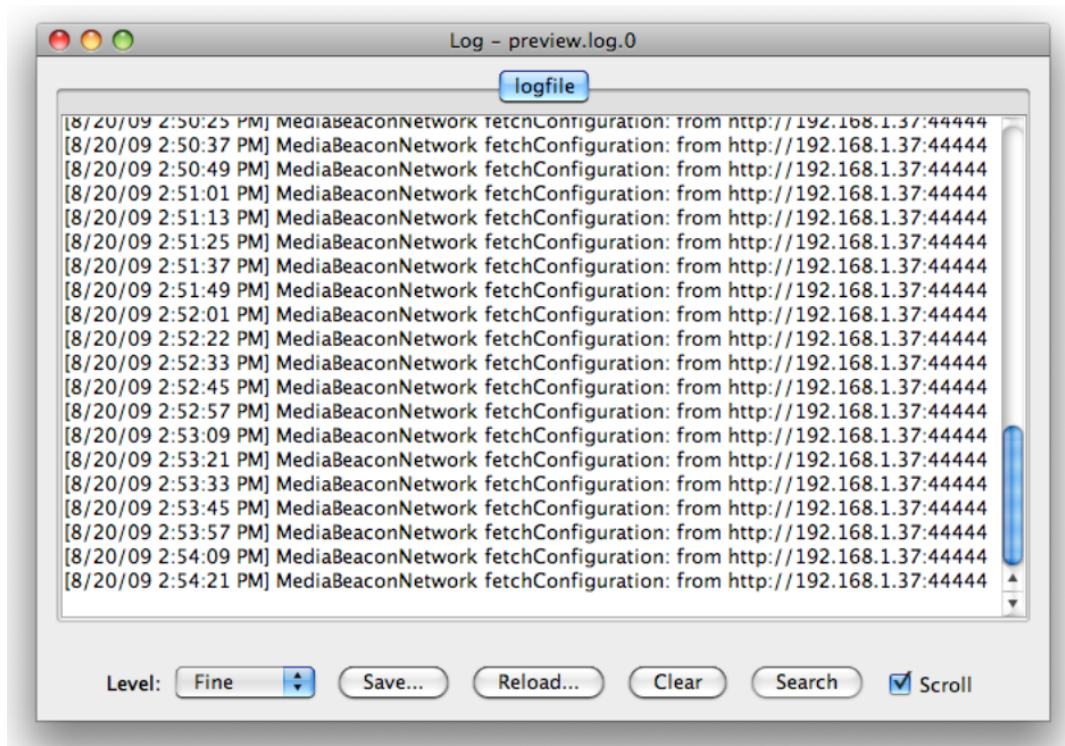 Log – preview.log.0
logfile
[8/20/09 2:50:25 PM] MediaBeaconNetwork fetchConfiguration: from http://192.168.1.37:44444
[8/20/09 2:50:37 PM] MediaBeaconNetwork fetchConfiguration: from http://192.168.1.37:44444
[8/20/09 2:50:49 PM] MediaBeaconNetwork fetchConfiguration: from http://192.168.1.37:44444
[8/20/09 2:51:01 PM] MediaBeaconNetwork fetchConfiguration: from http://192.168.1.37:44444
[8/20/09 2:51:13 PM] MediaBeaconNetwork fetchConfiguration: from http://192.168.1.37:44444
[8/20/09 2:51:25 PM] MediaBeaconNetwork fetchConfiguration: from http://192.168.1.37:44444
[8/20/09 2:51:37 PM] MediaBeaconNetwork fetchConfiguration: from http://192.168.1.37:44444
[8/20/09 2:51:49 PM] MediaBeaconNetwork fetchConfiguration: from http://192.168.1.37:44444
[8/20/09 2:52:01 PM] MediaBeaconNetwork fetchConfiguration: from http://192.168.1.37:44444
[8/20/09 2:52:22 PM] MediaBeaconNetwork fetchConfiguration: from http://192.168.1.37:44444
[8/20/09 2:52:33 PM] MediaBeaconNetwork fetchConfiguration: from http://192.168.1.37:44444
[8/20/09 2:52:45 PM] MediaBeaconNetwork fetchConfiguration: from http://192.168.1.37:44444
[8/20/09 2:52:57 PM] MediaBeaconNetwork fetchConfiguration: from http://192.168.1.37:44444
[8/20/09 2:53:09 PM] MediaBeaconNetwork fetchConfiguration: from http://192.168.1.37:44444
[8/20/09 2:53:21 PM] MediaBeaconNetwork fetchConfiguration: from http://192.168.1.37:44444
[8/20/09 2:53:33 PM] MediaBeaconNetwork fetchConfiguration: from http://192.168.1.37:44444
[8/20/09 2:53:45 PM] MediaBeaconNetwork fetchConfiguration: from http://192.168.1.37:44444
[8/20/09 2:53:57 PM] MediaBeaconNetwork fetchConfiguration: from http://192.168.1.37:44444
[8/20/09 2:54:09 PM] MediaBeaconNetwork fetchConfiguration: from http://192.168.1.37:44444
[8/20/09 2:54:21 PM] MediaBeaconNetwork fetchConfiguration: from http://192.168.1.37:44444
Level: Fine Save... Reload... Clear Search Scroll